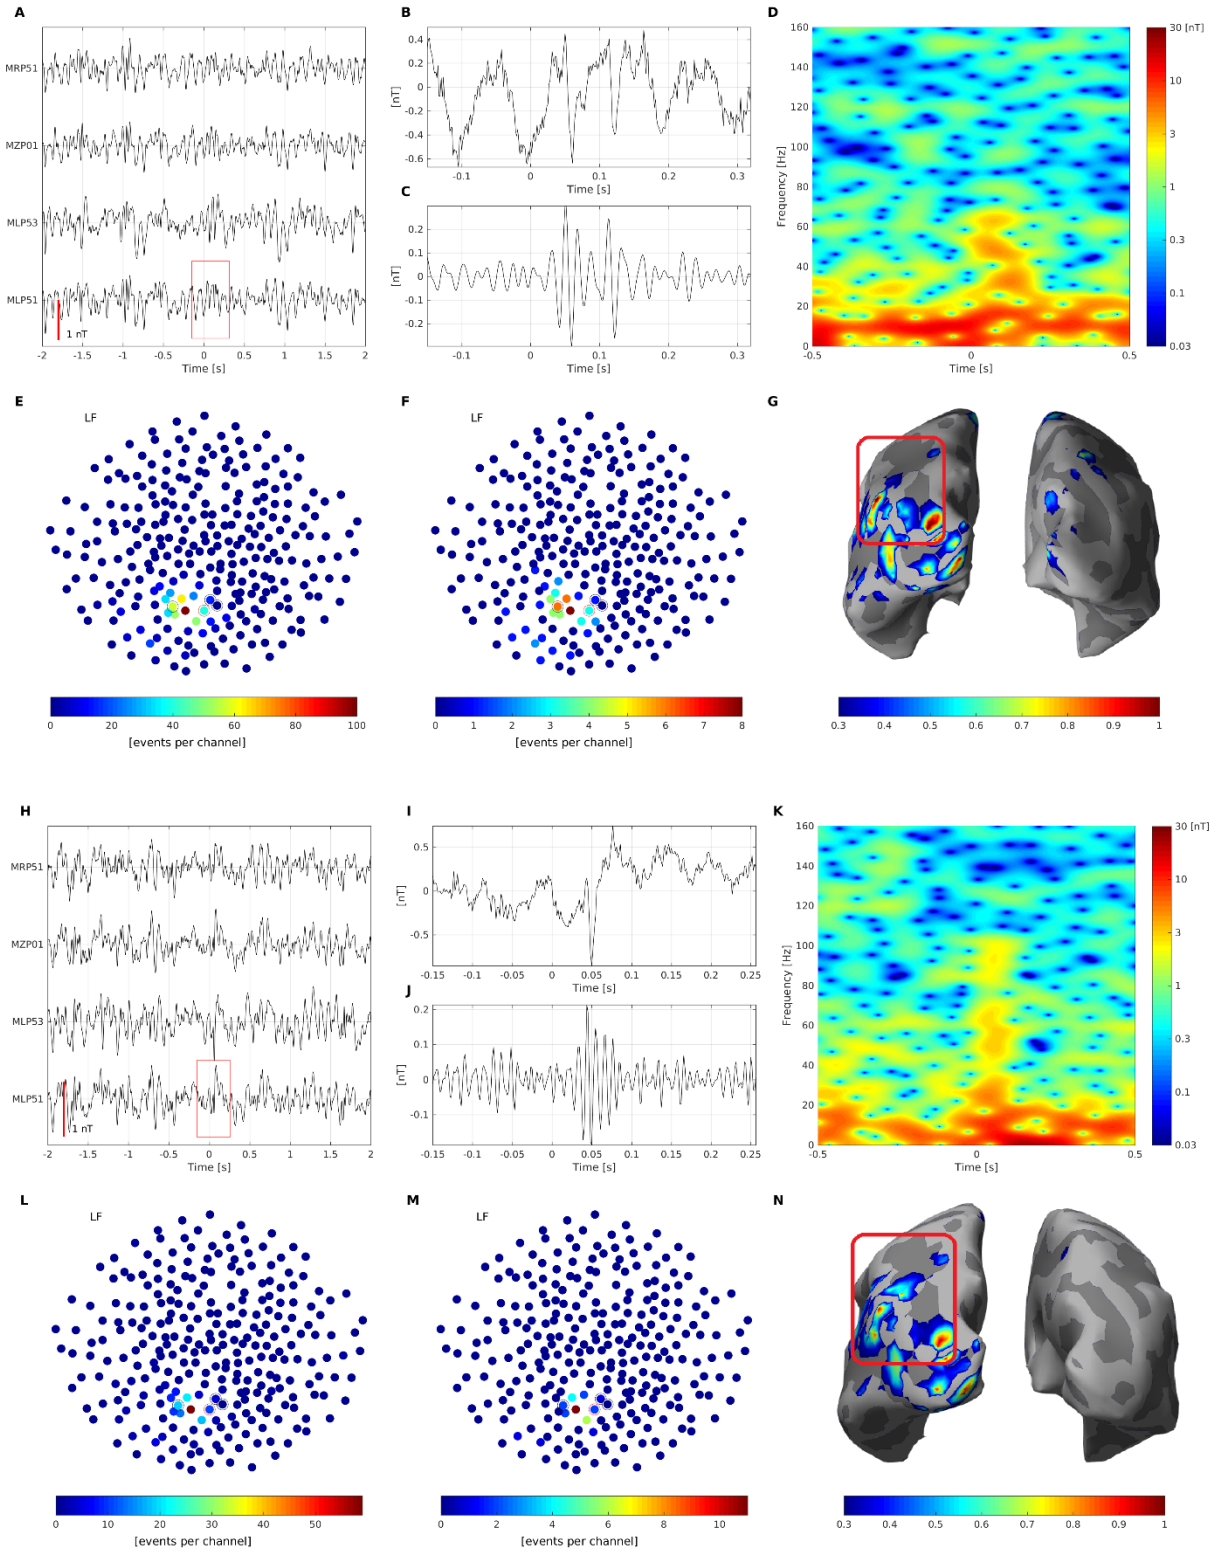 A
MRP51
MZP01
MLP53
MLP51
1 nT
-2 -1.5 -1 -0.5 0 0.5 1 1.5 2
Time [s]
B
[nT]
0.4
0.2
0
-0.2
-0.4
-0.6
-0.1 0 0.1 0.2 0.3
Time [s]
C
[nT]
0.2
0.1
0
-0.1
-0.2
-0.1 0 0.1 0.2 0.3
Time [s]
D
Frequency [Hz]
160
140
120
100
80
60
40
20
0
-0.5 0 0.5
Time [s]
30 [nT]
10
3
1
0.3
0.1
0.03
E
LF
0 20 40 60 80 100
[events per channel]
F
LF
0 1 2 3 4 5 6 7 8
[events per channel]
G
0.3 0.4 0.5 0.6 0.7 0.8 0.9 1
H
MRP51
MZP01
MLP53
MLP51
1 nT
-2 -1.5 -1 -0.5 0 0.5 1 1.5 2
Time [s]
I
[nT]
0.5
0
-0.5
-0.15 -0.1 -0.05 0 0.05 0.1 0.15 0.2 0.25
Time [s]
J
[nT]
0.2
0.1
0
-0.1
-0.15 -0.1 -0.05 0 0.05 0.1 0.15 0.2 0.25
Time [s]
K
Frequency [Hz]
160
140
120
100
80
60
40
20
0
-0.5 0 0.5
Time [s]
30 [nT]
10
3
1
0.3
0.1
0.03
L
LF
0 10 20 30 40 50
[events per channel]
M
LF
0 2 4 6 8 10
[events per channel]
N
0.3 0.4 0.5 0.6 0.7 0.8 0.9 1